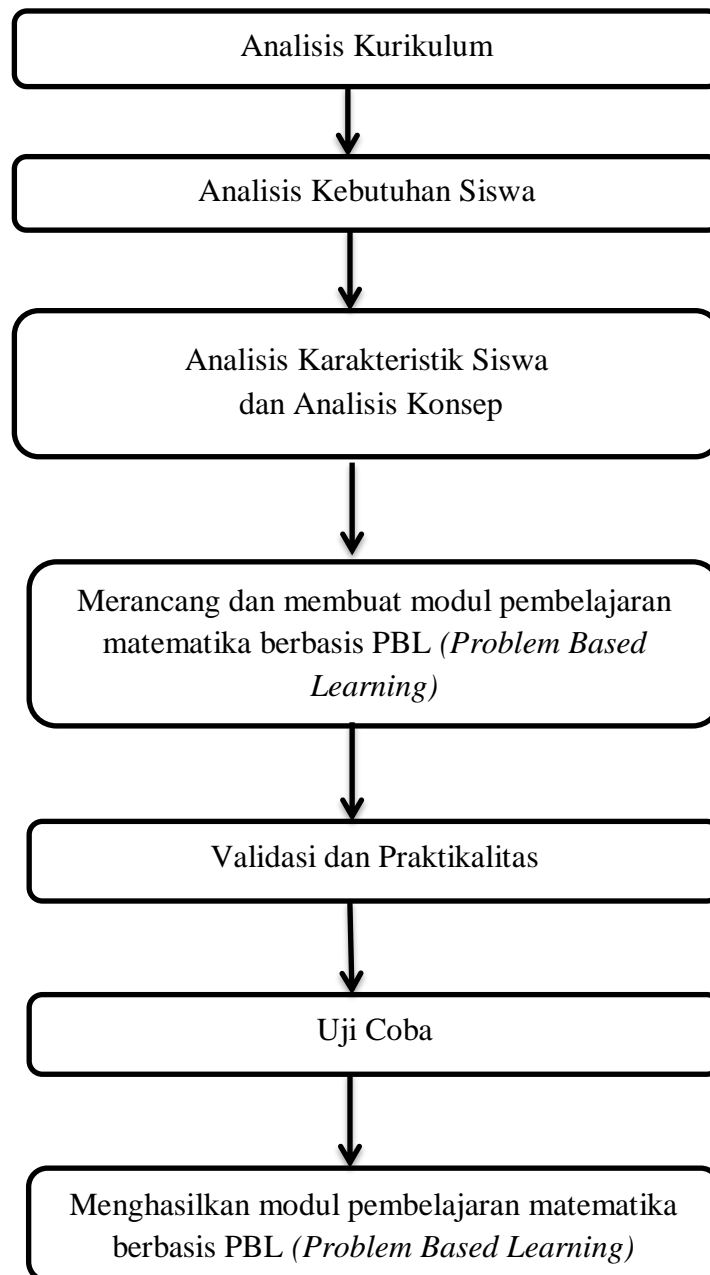 Analisis Kurikulum
Analisis Kebutuhan Siswa
Analisis Karakteristik Siswa
dan Analisis Konsep
Merancang dan membuat modul pembelajaran
matematika berbasis PBL (Problem Based
Learning)
Validasi dan Praktikalitas
Uji Coba
Menghasilkan modul pembelajaran matematika
berbasis PBL (Problem Based Learning)